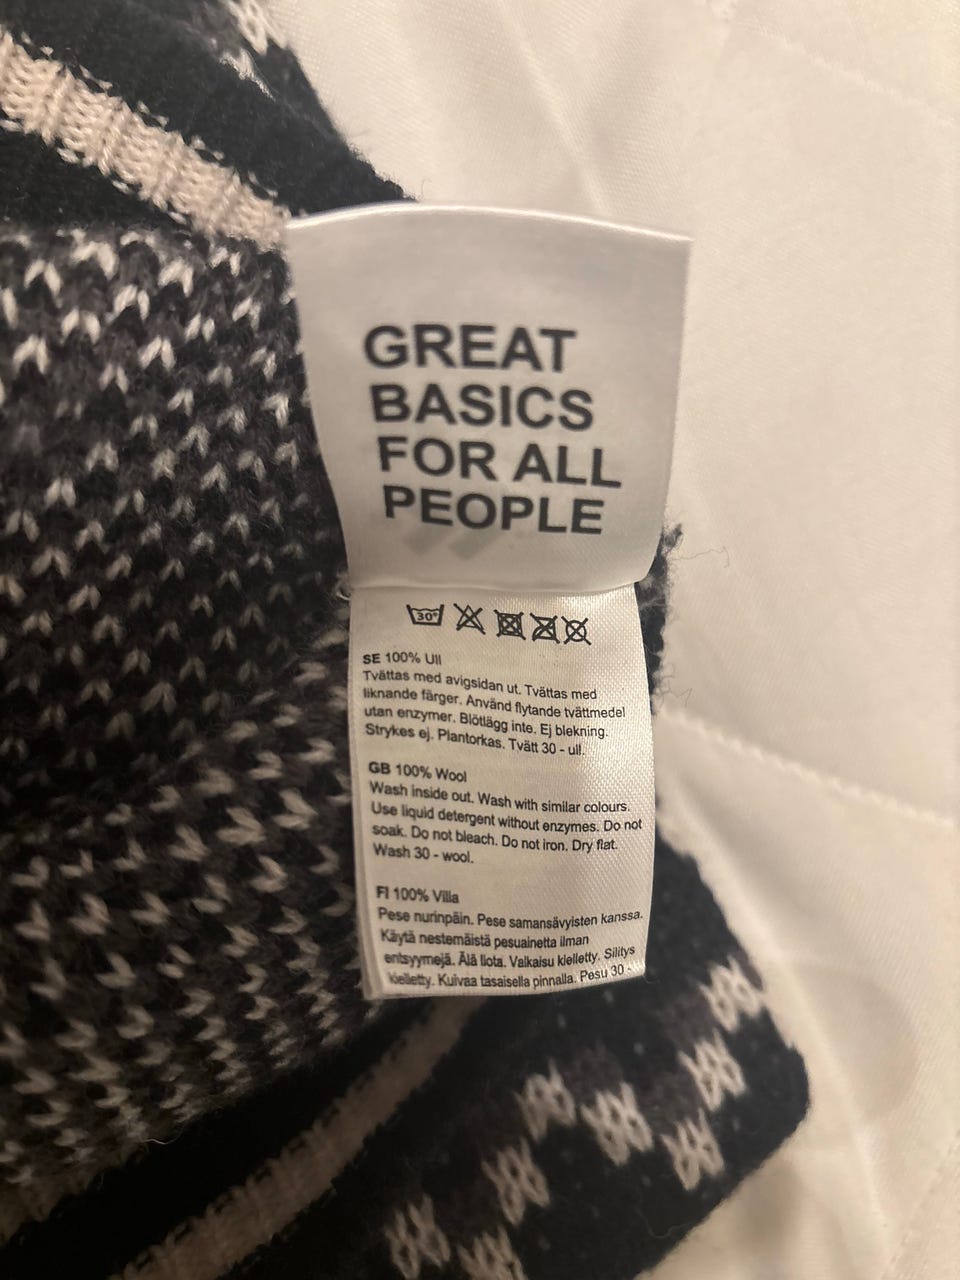 GREAT
BASICS
FOR ALL
PEOPLE
30°
SE 100% Ull
Tvättas med avigsidan ut. Tvättas med
liknande färger. Använd flytande tvättmedel
utan enzymer. Blötlägg inte. Ej blekning.
Strykes ej. Plantorkas. Tvätt 30 - ull.
GB 100% Wool
Wash inside out. Wash with similar colours.
Use liquid detergent without enzymes. Do not
soak. Do not bleach. Do not iron. Dry flat.
Wash 30 - wool.
FI 100% Villa
Pese nurinpäin. Pese samansävyisten kanssa.
Käytä nestemäistä pesuainetta ilman
entsyymejä. Älä liota. Valkaisu kielletty. Silitys
kielletty. Kuivaa tasaisella pinnalla. Pesu 30 -